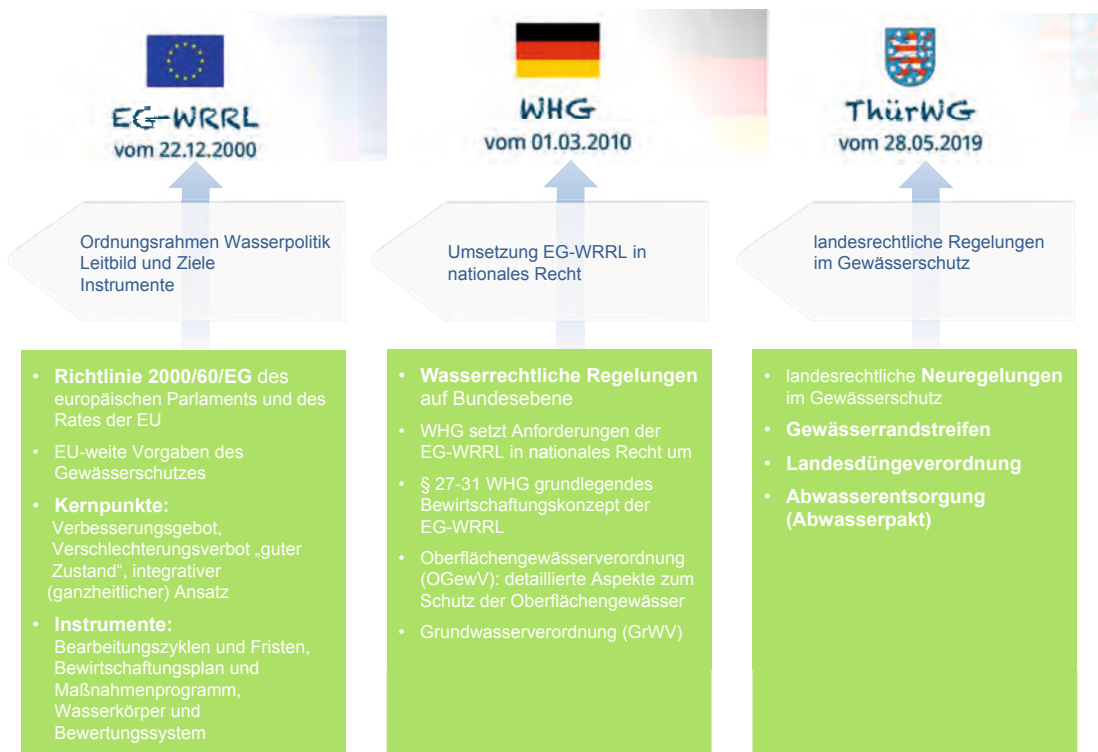 EG-WRRL
vom 22.12.2000
Ordnungsrahmen Wasserpolitik
Leitbild und Ziele
Instrumente
• Richtlinie 2000/60/EG des
europäischen Parlaments und des
Rates der EU
• EU-weite Vorgaben des
Gewässerschutzes
• Kernpunkte:
Verbesserungsgebot,
Verschlechterungsverbot „guter
Zustand“, integrativer
(ganzheitlicher) Ansatz
• Instrumente:
Bearbeitungszyklen und Fristen,
Bewirtschaftungsplan und
Maßnahmenprogramm,
Wasserkörper und
Bewertungssystem
WHG
vom 01.03.2010
Umsetzung EG-WRRL in
nationales Recht
• Wasserrechtliche Regelungen
auf Bundesebene
• WHG setzt Anforderungen der
EG-WRRL in nationales Recht um
• § 27-31 WHG grundlegendes
Bewirtschaftungskonzept der
EG-WRRL
• Oberflächengewässerverordnung
(OGewV): detaillierte Aspekte zum
Schutz der Oberflächengewässer
• Grundwasserverordnung (GrWV)
ThürWG
vom 28.05.2019
landesrechtliche Regelungen
im Gewässerschutz
• landesrechtliche Neuregelungen
im Gewässerschutz
• Gewässerrandstreifen
• Landesdüngeverordnung
• Abwasserentsorgung
(Abwasserpakt)